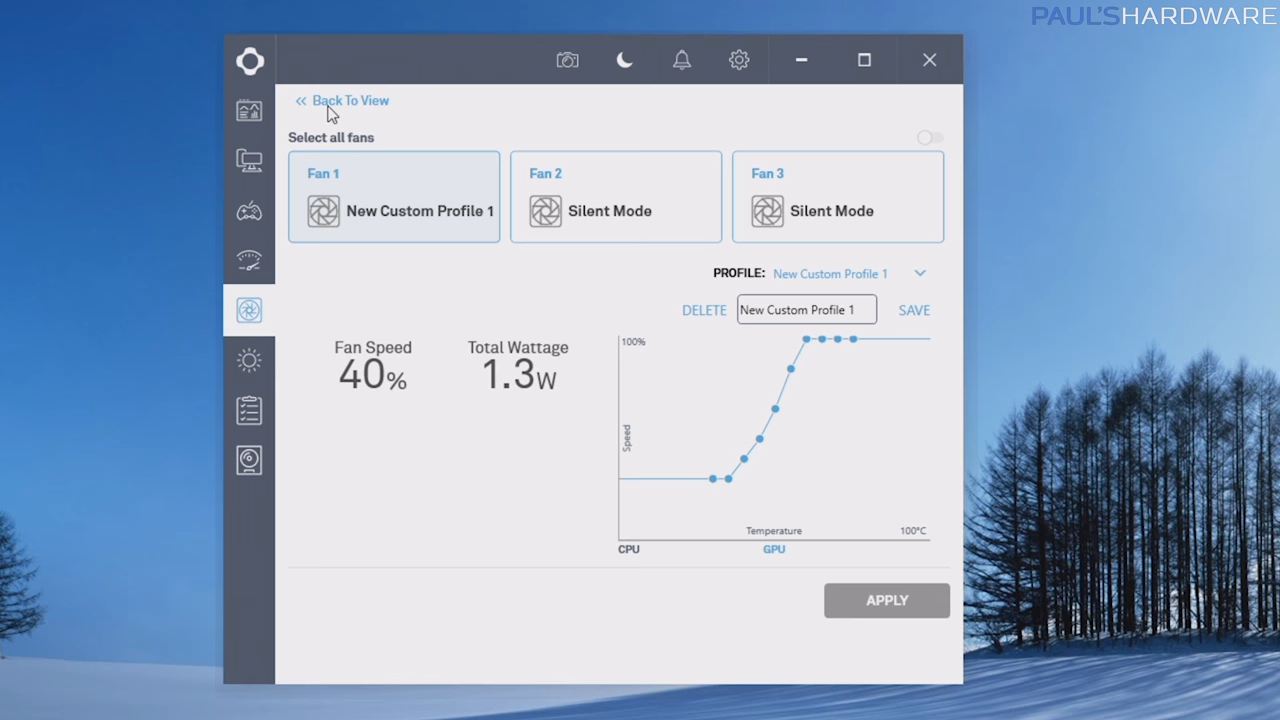 PAUL'SHARDWARE
« Back To View
Select all fans
Fan 1
New Custom Profile 1
Fan 2
Silent Mode
Fan 3
Silent Mode
PROFILE: New Custom Profile 1
DELETE New Custom Profile 1 SAVE
Fan Speed
40%
Total Wattage
1.3W
100%
Speed
Temperature
100°C
CPU
GPU
APPLY